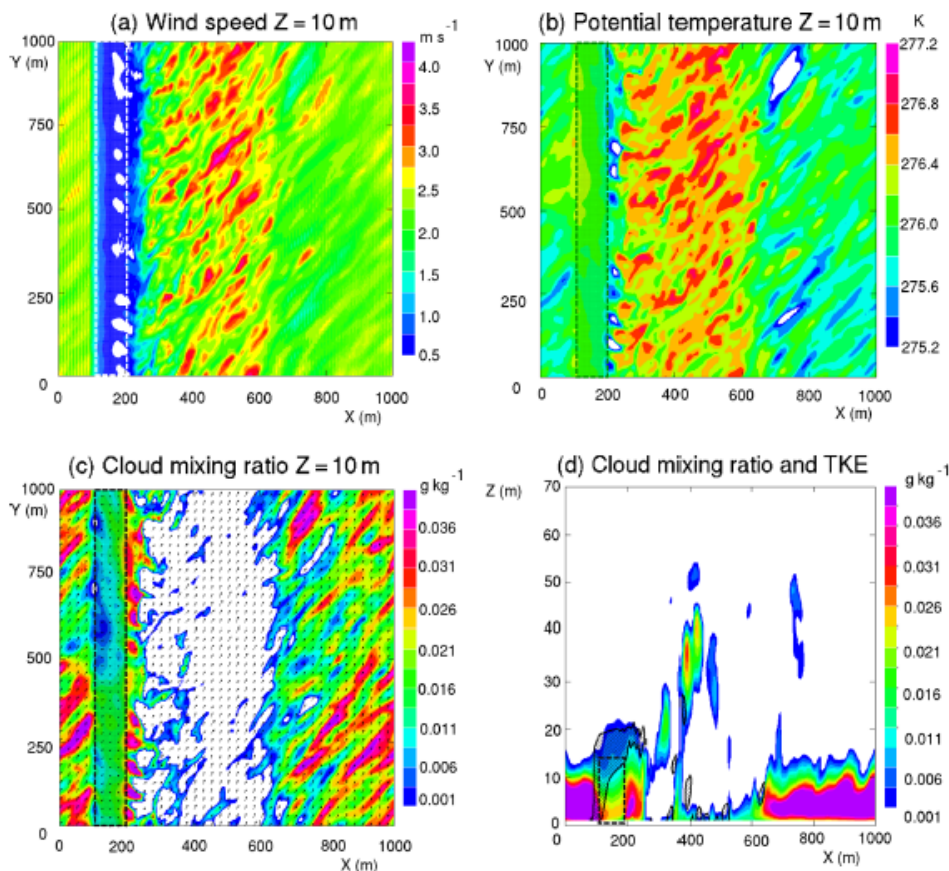 (a) Wind speed Z = 10 m
m s⁻¹
1000
Y (m)
750
500
250
0
0 200 400 600 800 1000
X (m)
4.0
3.5
3.0
2.5
2.0
1.5
1.0
0.5
(b) Potential temperature Z = 10 m
K
1000
Y (m)
750
500
250
0
0 200 400 600 800 1000
X (m)
277.2
276.8
276.4
276.0
275.6
275.2
(c) Cloud mixing ratio Z = 10 m
g kg⁻¹
1000
Y (m)
750
500
250
0
0 200 400 600 800 1000
X (m)
0.036
0.031
0.026
0.021
0.016
0.011
0.006
0.001
(d) Cloud mixing ratio and TKE
g kg⁻¹
Z (m)
70
60
50
40
30
20
10
0
0 200 400 600 800 1000
X (m)
0.036
0.031
0.026
0.021
0.016
0.011
0.006
0.001